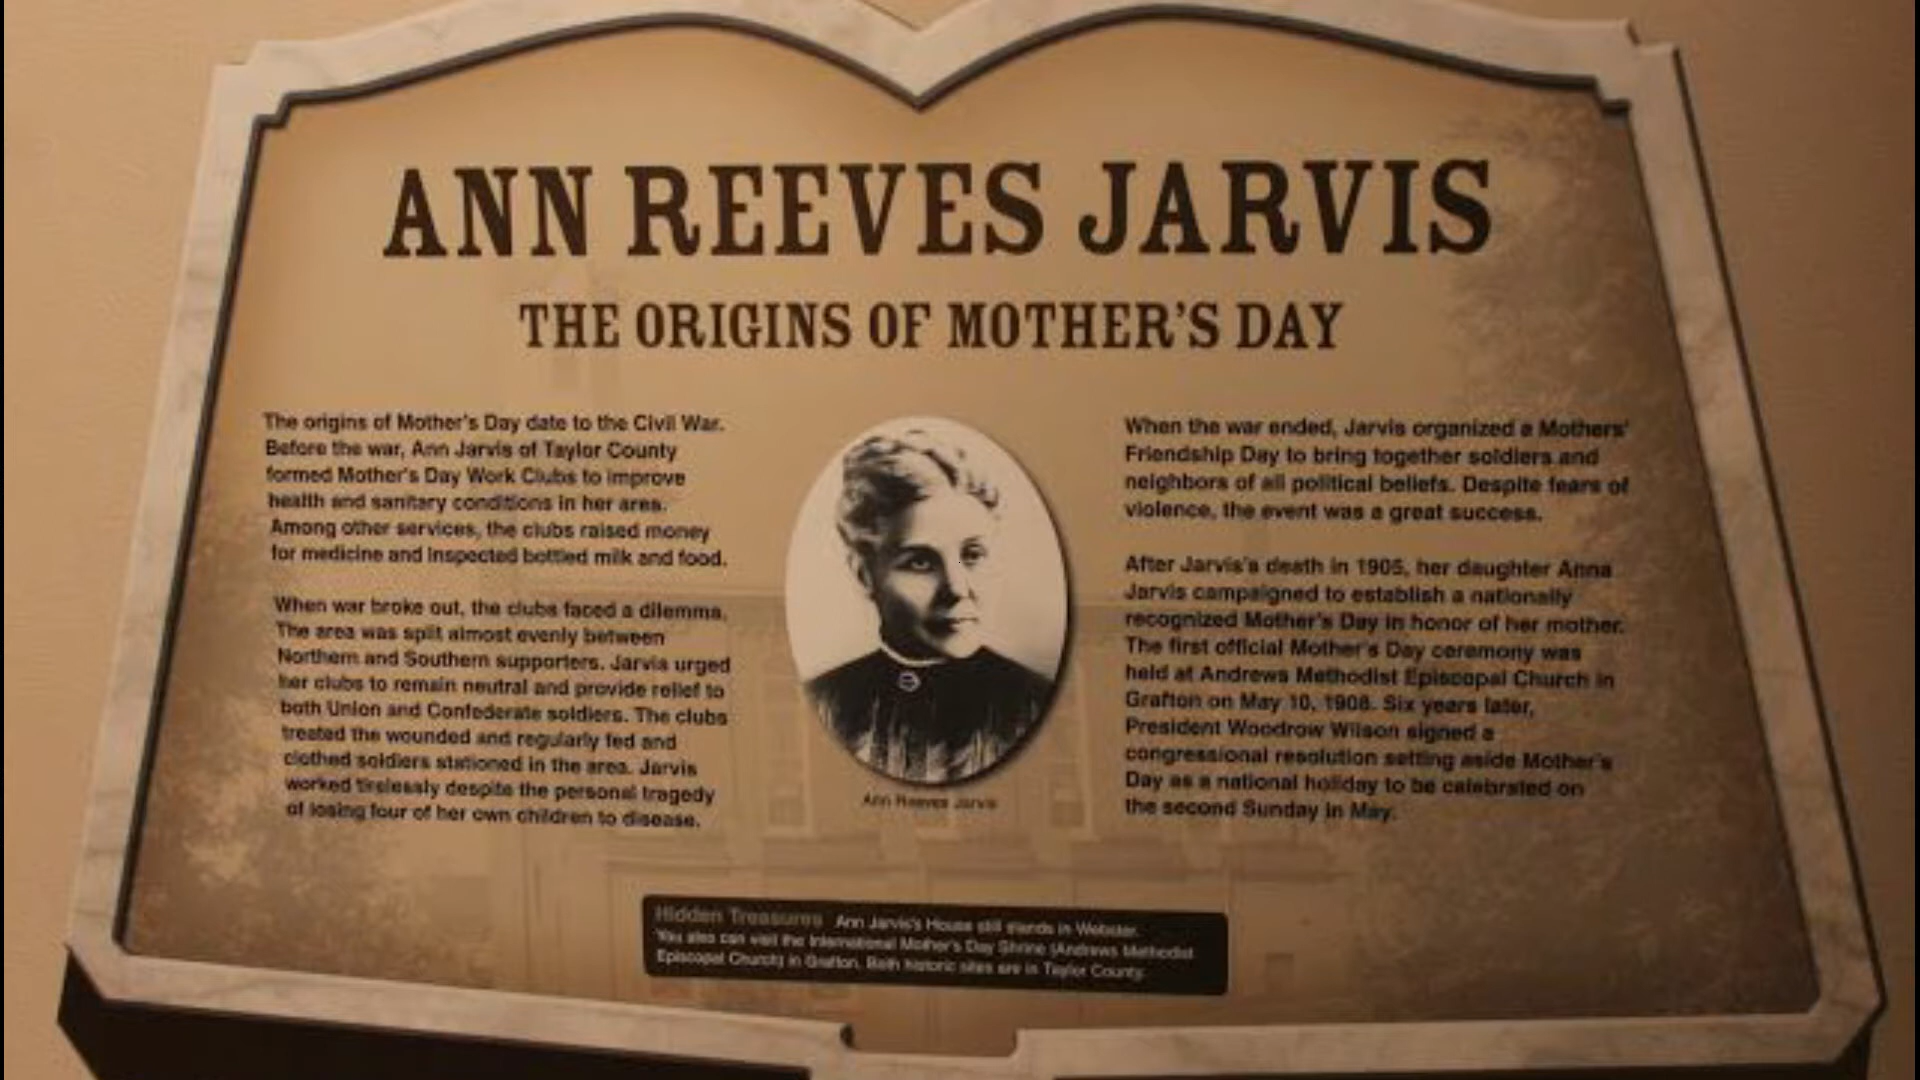 ANN REEVES JARVIS
THE ORIGINS OF MOTHER'S DAY
The origins of Mother's Day date to the Civil War.
Before the war, Ann Jarvis of Taylor County
formed Mother's Day Work Clubs to improve
health and sanitary conditions in her area.
Among other services, the clubs raised money
for medicine and inspected bottled milk and food.
When war broke out, the clubs faced a dilemma.
The area was split almost evenly between
Northern and Southern supporters. Jarvis urged
her clubs to remain neutral and provide relief to
both Union and Confederate soldiers. The clubs
treated the wounded and regularly fed and
clothed soldiers stationed in the area. Jarvis
worked tirelessly despite the personal tragedy
of losing four of her own children to disease.
Ann Reeves Jarvis
When the war ended, Jarvis organized a Mothers'
Friendship Day to bring together soldiers and
neighbors of all political beliefs. Despite fears of
violence, the event was a great success.
After Jarvis's death in 1905, her daughter Anna
Jarvis campaigned to establish a nationally
recognized Mother's Day in honor of her mother.
The first official Mother's Day ceremony was
held at Andrews Methodist Episcopal Church in
Grafton on May 10, 1908. Six years later,
President Woodrow Wilson signed a
congressional resolution setting aside Mother's
Day as a national holiday to be celebrated on
the second Sunday in May.
Hidden Treasures Ann Jarvis's House still stands in Webster.
You also can visit the International Mother's Day Shrine (Andrews Methodist
Episcopal Church) in Grafton. Both historic sites are in Taylor County.